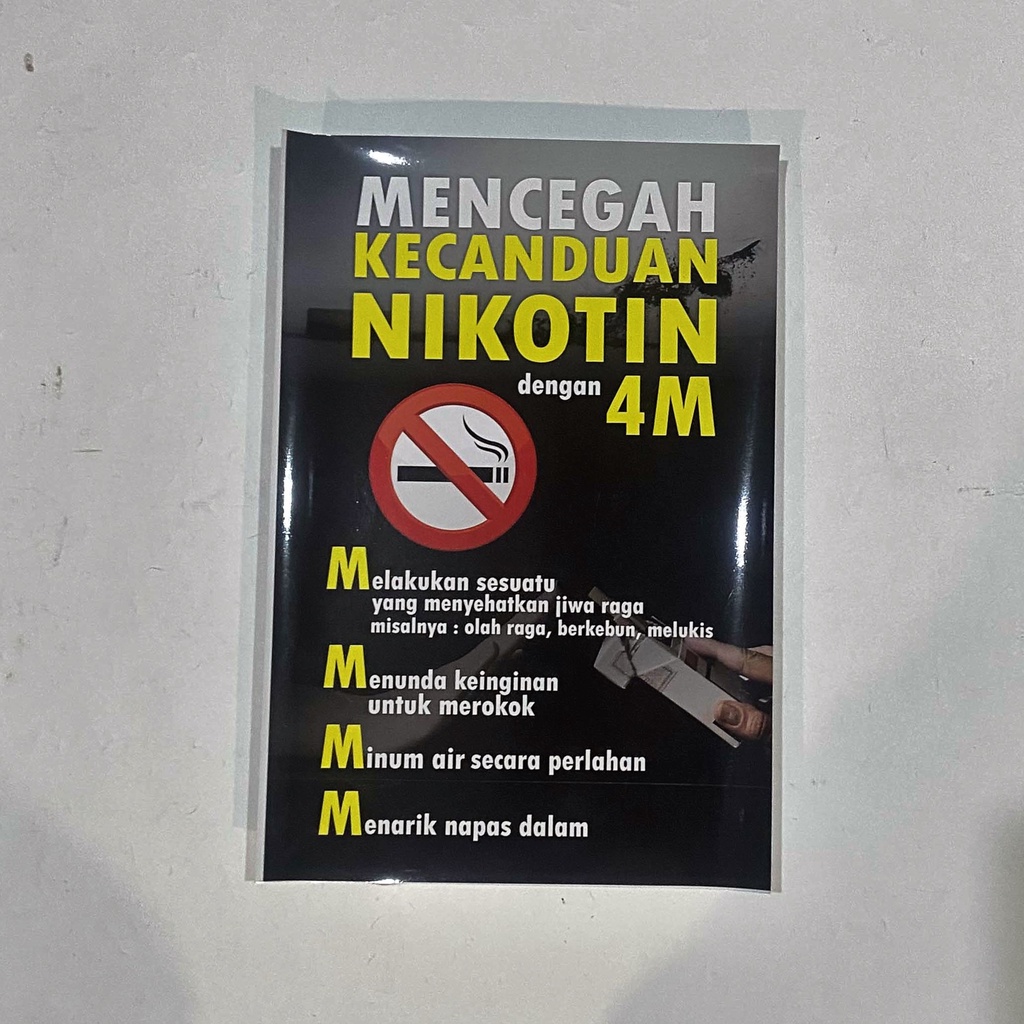 MENCEGAH
KECANDUAN
NIKOTIN
dengan 4M
Melakukan sesuatu
yang menyehatkan jiwa raga
misalnya : olah raga, berkebun, melukis
Menunda keinginan
untuk merokok
Minum air secara perlahan
Menarik napas dalam